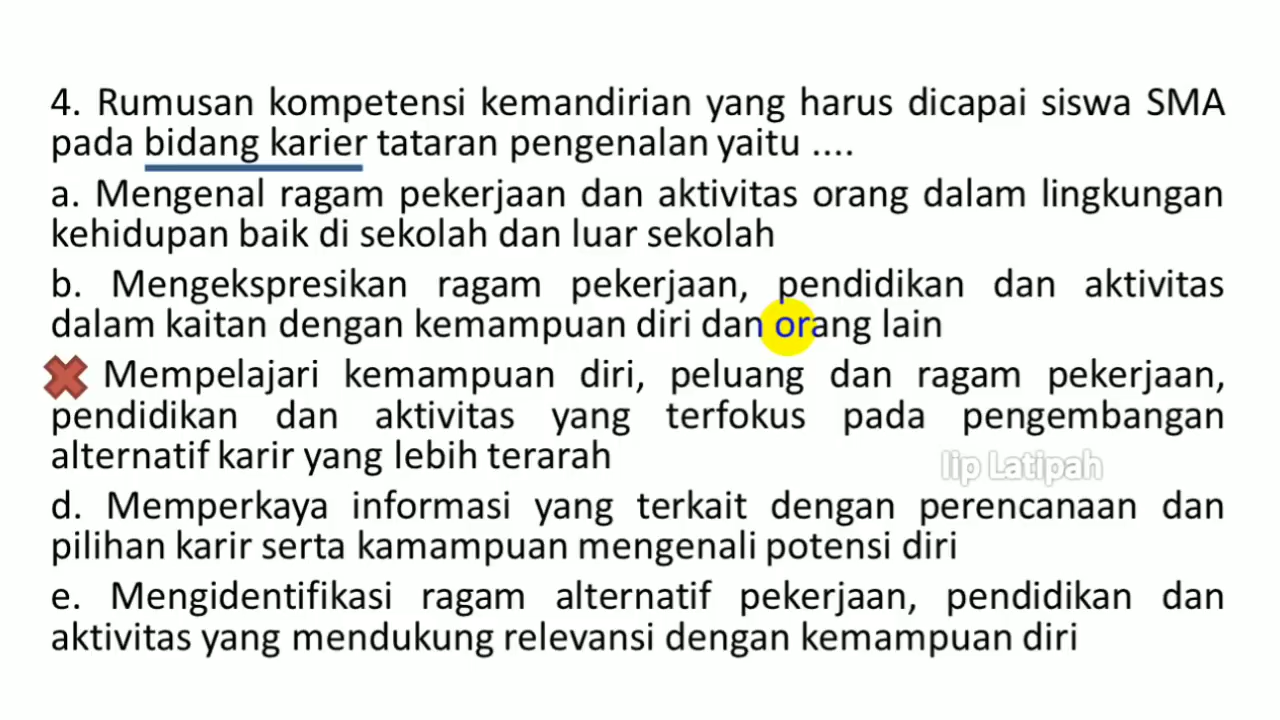 4. Rumusan kompetensi kemandirian yang harus dicapai siswa SMA
pada bidang karier tataran pengenalan yaitu ....
a. Mengenal ragam pekerjaan dan aktivitas orang dalam lingkungan
kehidupan baik di sekolah dan luar sekolah
b. Mengekspresikan ragam pekerjaan, pendidikan dan aktivitas
dalam kaitan dengan kemampuan diri dan orang lain
Mempelajari kemampuan diri, peluang dan ragam pekerjaan,
pendidikan dan aktivitas yang terfokus pada pengembangan
alternatif karir yang lebih terarah
Iip Latipah
d. Memperkaya informasi yang terkait dengan perencanaan dan
pilihan karir serta kamampuan mengenali potensi diri
e. Mengidentifikasi ragam alternatif pekerjaan, pendidikan dan
aktivitas yang mendukung relevansi dengan kemampuan diri